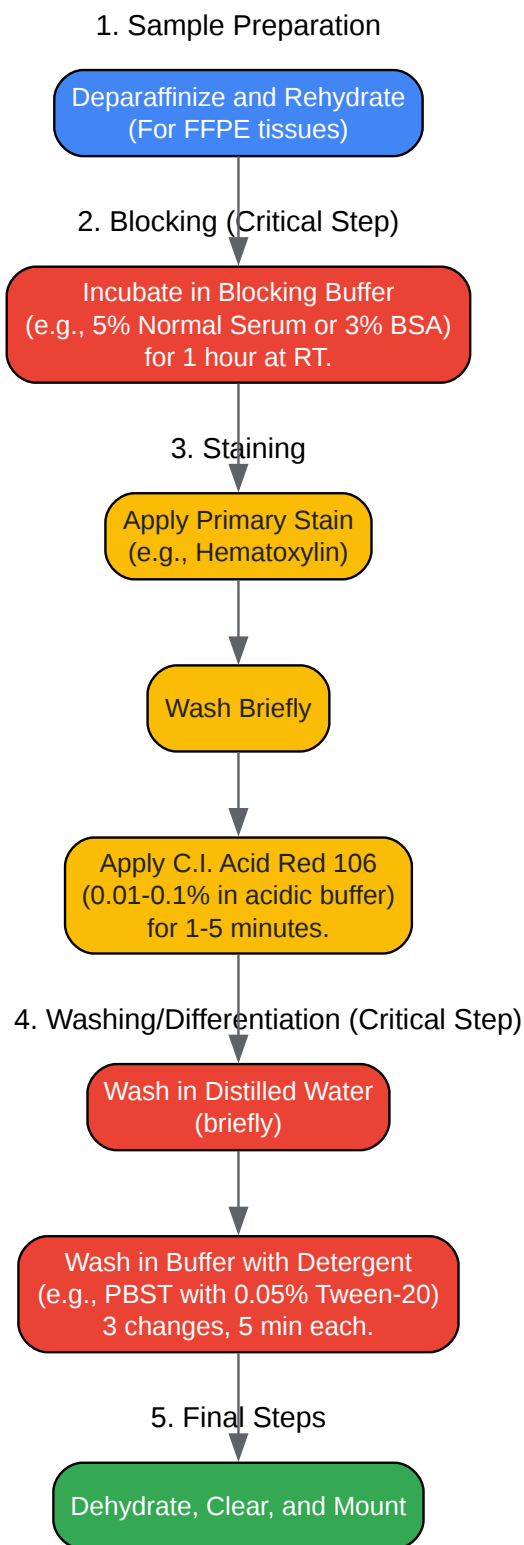 1. Sample Preparation
Deparaffinize and Rehydrate
(For FFPE tissues)
2. Blocking (Critical Step)
Incubate in Blocking Buffer
(e.g., 5% Normal Serum or 3% BSA)
for 1 hour at RT.
3. Staining
Apply Primary Stain
(e.g., Hematoxylin)
Wash Briefly
Apply C.I. Acid Red 106
(0.01-0.1% in acidic buffer)
for 1-5 minutes.
4. Washing/Differentiation (Critical Step)
Wash in Distilled Water
(briefly)
Wash in Buffer with Detergent
(e.g., PBST with 0.05% Tween-20)
3 changes, 5 min each.
5. Final Steps
Dehydrate, Clear, and Mount